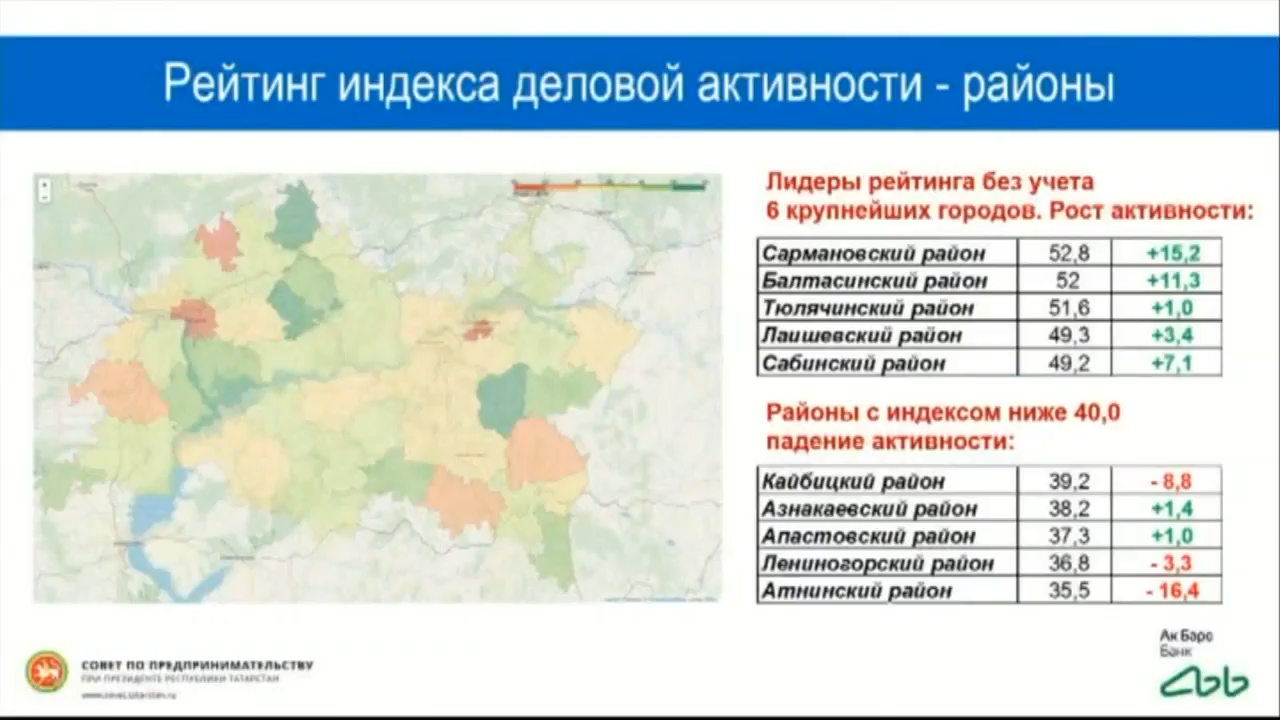 Рейтинг индекса деловой активности - районы
Лидеры рейтинга без учета
6 крупнейших городов. Рост активности:
Сармановский район 52,8 +15,2
Балтасинский район 52 +11,3
Тюлячинский район 51,6 +1,0
Лаишевский район 49,3 +3,4
Сабинский район 49,2 +7,1
Районы с индексом ниже 40,0
падение активности:
Кайбицкий район 39,2 - 8,8
Азнакаевский район 38,2 +1,4
Апастовский район 37,3 +1,0
Лениногорский район 36,8 - 3,3
Атнинский район 35,5 - 16,4
СОВЕТ ПО ПРЕДПРИНИМАТЕЛЬСТВУ
ПРИ ПРЕЗИДЕНТЕ РЕСПУБЛИКИ ТАТАРСТАН
Ак Барс
Банк